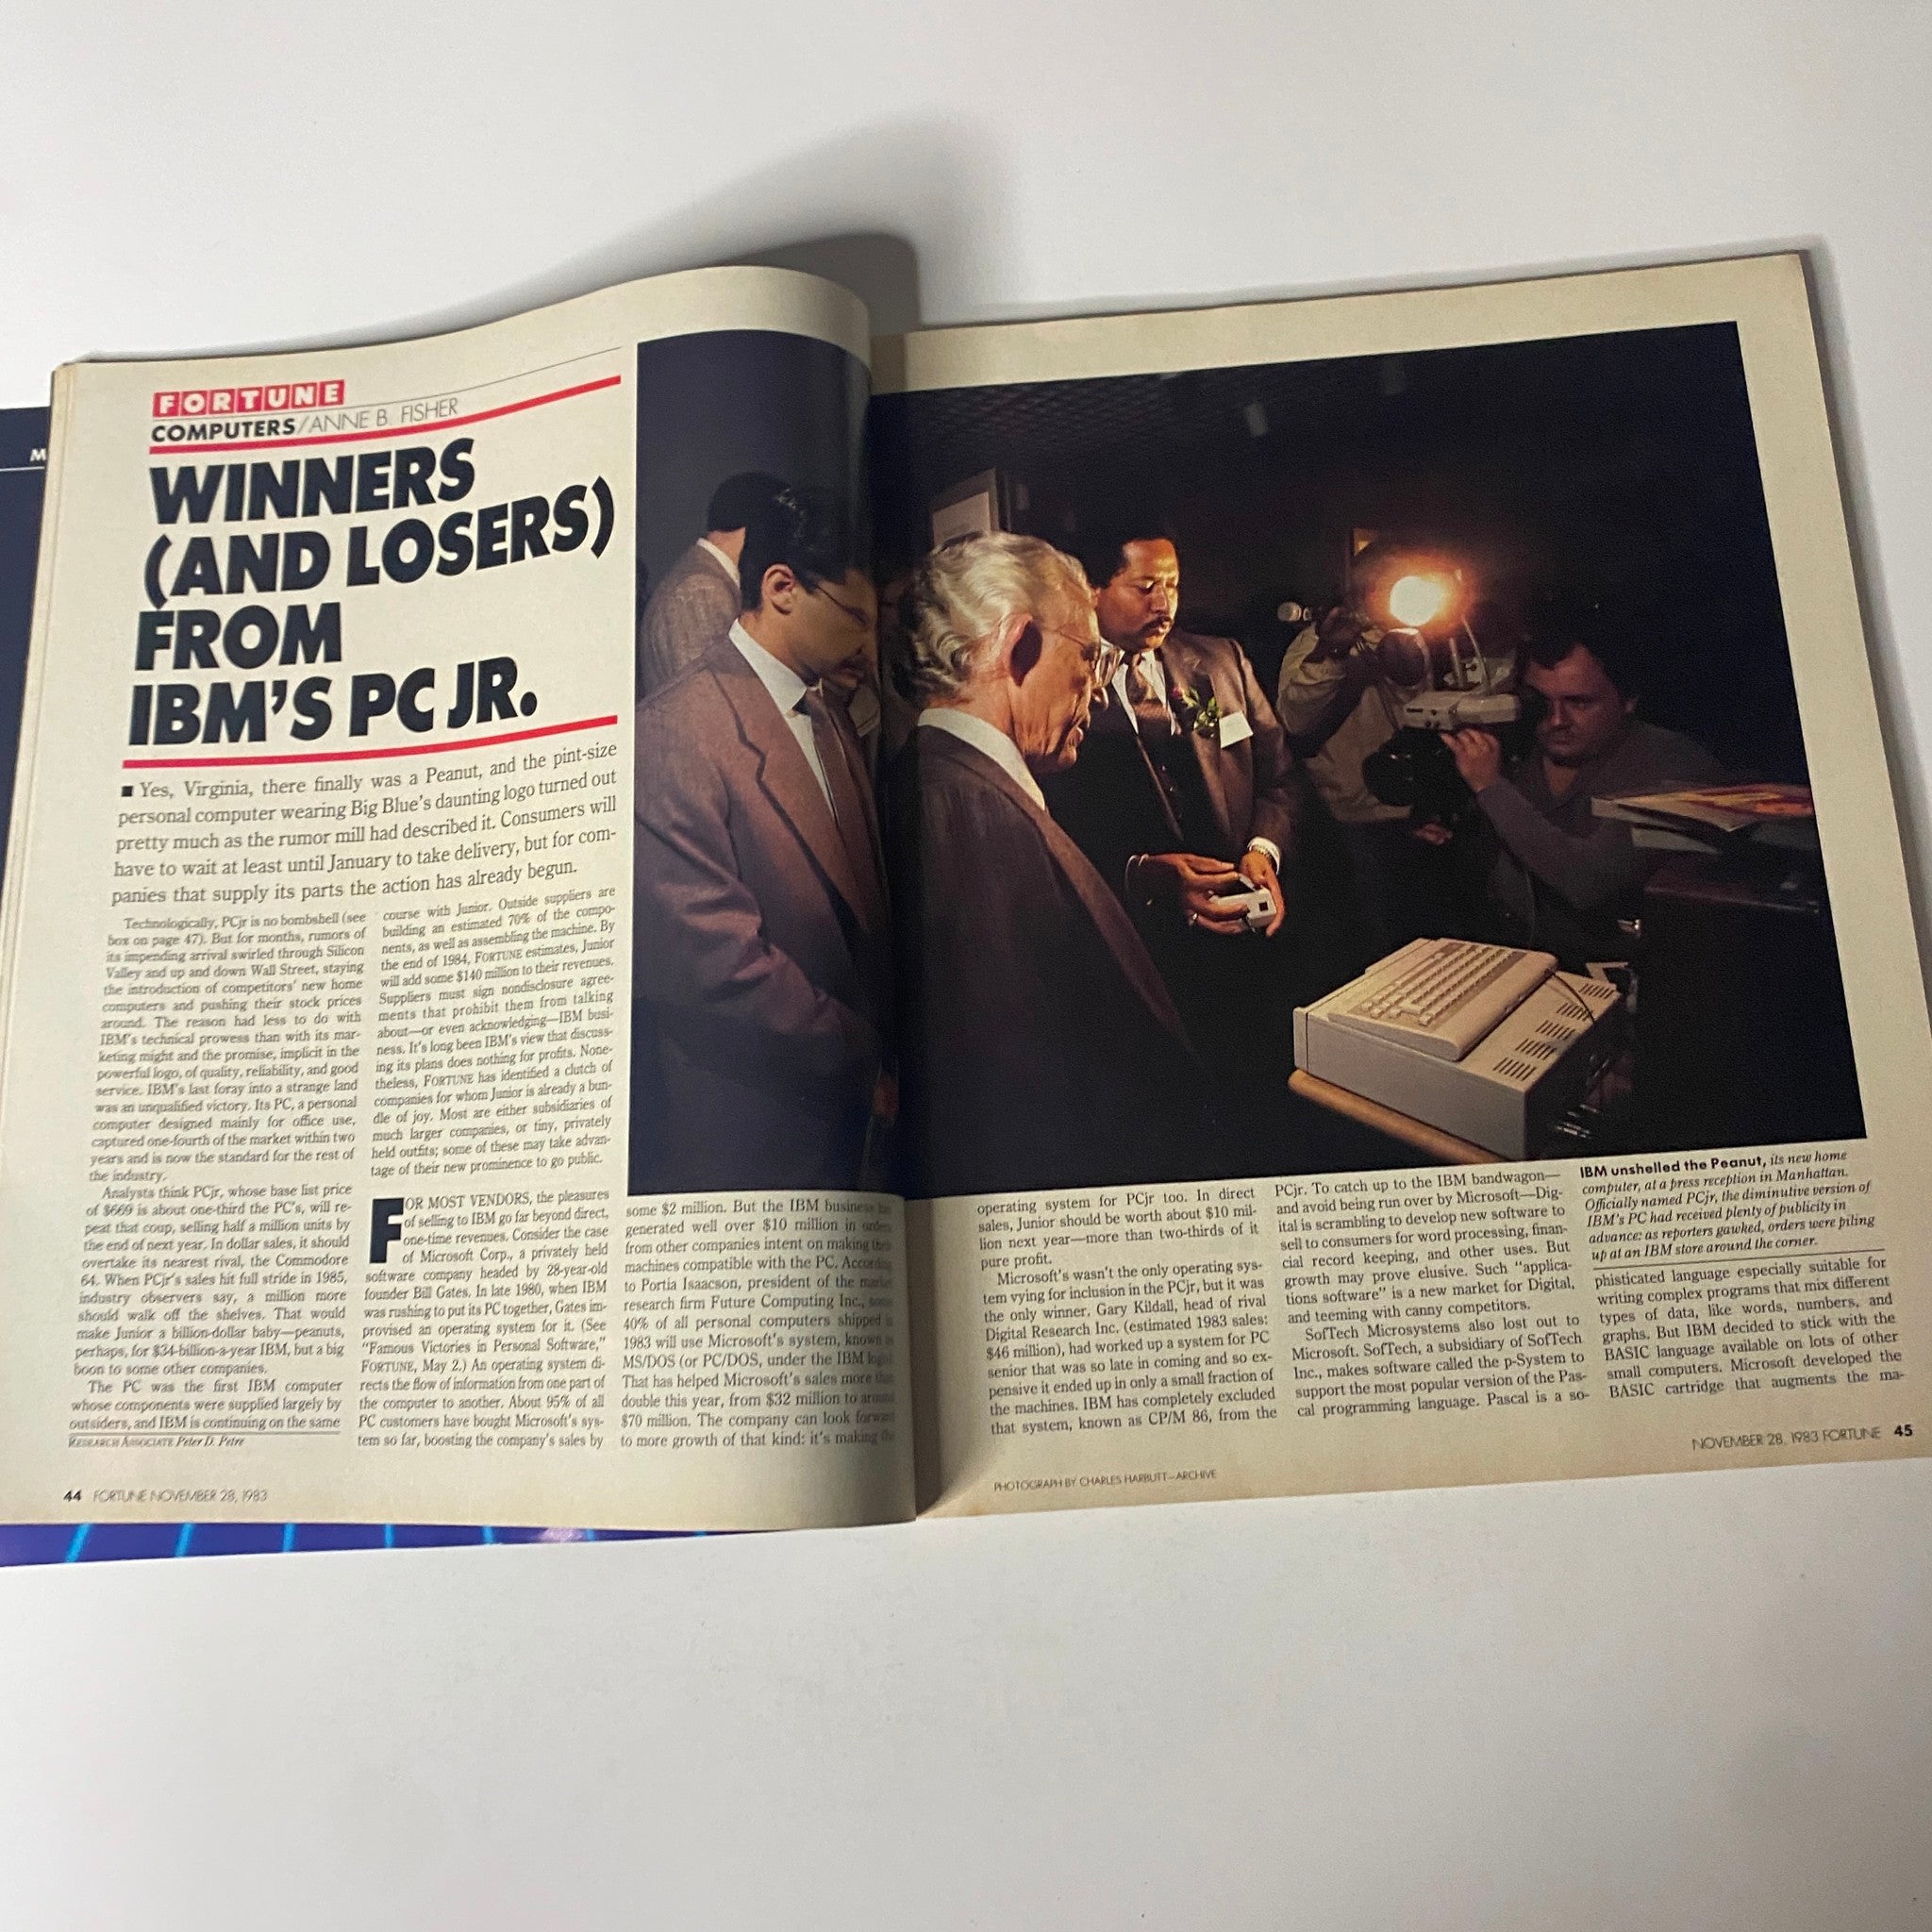 M
FORTUNE
COMPUTERS/ANNE B. FISHER
WINNERS
(AND LOSERS)
FROM
IBM'S PC JR.
■ Yes, Virginia, there finally was a Peanut, and the pint-size
personal computer wearing Big Blue's daunting logo turned out
pretty much as the rumor mill had described it. Consumers will
have to wait at least until January to take delivery, but for com-
panies that supply its parts the action has already begun.
Technologically, PCjr is no bombshell (see
box on page 47). But for months, rumors of
its impending arrival swirled through Silicon
Valley and up and down Wall Street, staying
the introduction of competitors' new home
computers and pushing their stock prices
around. The reason had less to do with
IBM's technical prowess than with its mar-
keting might and the promise, implicit in the
powerful logo, of quality, reliability, and good
service. IBM's last foray into a strange land
was an unqualified victory. Its PC, a personal
computer designed mainly for office use,
captured one-fourth of the market within two
years and is now the standard for the rest of
the industry.
Analysts think PCjr, whose base list price
of $669 is about one-third the PC's, will re-
peat that coup, selling half a million units by
the end of next year. In dollar sales, it should
overtake its nearest rival, the Commodore
64. When PCjr's sales hit full stride in 1985,
industry observers say, a million more
should walk off the shelves. That would
make Junior a billion-dollar baby—peanuts,
perhaps, for $34-billion-a-year IBM, but a big
boon to some other companies.
The PC was the first IBM computer
whose components were supplied largely by
outsiders, and IBM is continuing on the same
RESEARCH ASSOCIATE Peter D. Petre
course with Junior. Outside suppliers are
building an estimated 70% of the compo-
nents, as well as assembling the machine. By
the end of 1984, FORTUNE estimates, Junior
will add some $140 million to their revenues.
Suppliers must sign nondisclosure agree-
ments that prohibit them from talking
about—or even acknowledging—IBM busi-
ness. It's long been IBM's view that discuss-
ing its plans does nothing for profits. None-
theless, FORTUNE has identified a clutch of
companies for whom Junior is already a bun-
dle of joy. Most are either subsidiaries of
much larger companies, or tiny, privately
held outfits; some of these may take advan-
tage of their new prominence to go public.
FOR MOST VENDORS, the pleasures
of selling to IBM go far beyond direct,
one-time revenues. Consider the case
of Microsoft Corp., a privately held
software company headed by 28-year-old
founder Bill Gates. In late 1980, when IBM
was rushing to put its PC together, Gates im-
provised an operating system for it. (See
"Famous Victories in Personal Software,"
FORTUNE, May 2.) An operating system di-
rects the flow of information from one part of
the computer to another. About 95% of all
PC customers have bought Microsoft's sys-
tem so far, boosting the company's sales by
some $2 million. But the IBM business has
generated well over $10 million in orders
from other companies intent on making their
machines compatible with the PC. According
to Portia Isaacson, president of the market
research firm Future Computing Inc., some
40% of all personal computers shipped in
1983 will use Microsoft's system, known as
MS/DOS (or PC/DOS, under the IBM logo).
That has helped Microsoft's sales more than
double this year, from $32 million to around
$70 million. The company can look forward
to more growth of that kind: it's making the
44 FORTUNE NOVEMBER 28, 1983
operating system for PCjr too. In direct
sales, Junior should be worth about $10 mil-
lion next year—more than two-thirds of it
pure profit.
Microsoft's wasn't the only operating sys-
tem vying for inclusion in the PCjr, but it was
the only winner. Gary Kildall, head of rival
Digital Research Inc. (estimated 1983 sales:
$46 million), had worked up a system for PC
senior that was so late in coming and so ex-
pensive it ended up in only a small fraction of
the machines. IBM has completely excluded
that system, known as CP/M 86, from the
PCjr. To catch up to the IBM bandwagon—
and avoid being run over by Microsoft—Dig-
ital is scrambling to develop new software to
sell to consumers for word processing, finan-
cial record keeping, and other uses. But
growth may prove elusive. Such "applica-
tions software" is a new market for Digital,
and teeming with canny competitors.
SofTech Microsystems also lost out to
Microsoft. SofTech, a subsidiary of SofTech
Inc., makes software called the p-System to
support the most popular version of the Pas-
cal programming language. Pascal is a so-
IBM unshelled the Peanut, its new home
computer, at a press reception in Manhattan.
Officially named PCjr, the diminutive version of
IBM's PC had received plenty of publicity in
advance: as reporters gawked, orders were piling
up at an IBM store around the corner.
phisticated language especially suitable for
writing complex programs that mix different
types of data, like words, numbers, and
graphs. But IBM decided to stick with the
BASIC language available on lots of other
small computers. Microsoft developed the
BASIC cartridge that augments the ma-
PHOTOGRAPH BY CHARLES HARBUTT—ARCHIVE
NOVEMBER 28, 1983 FORTUNE 45